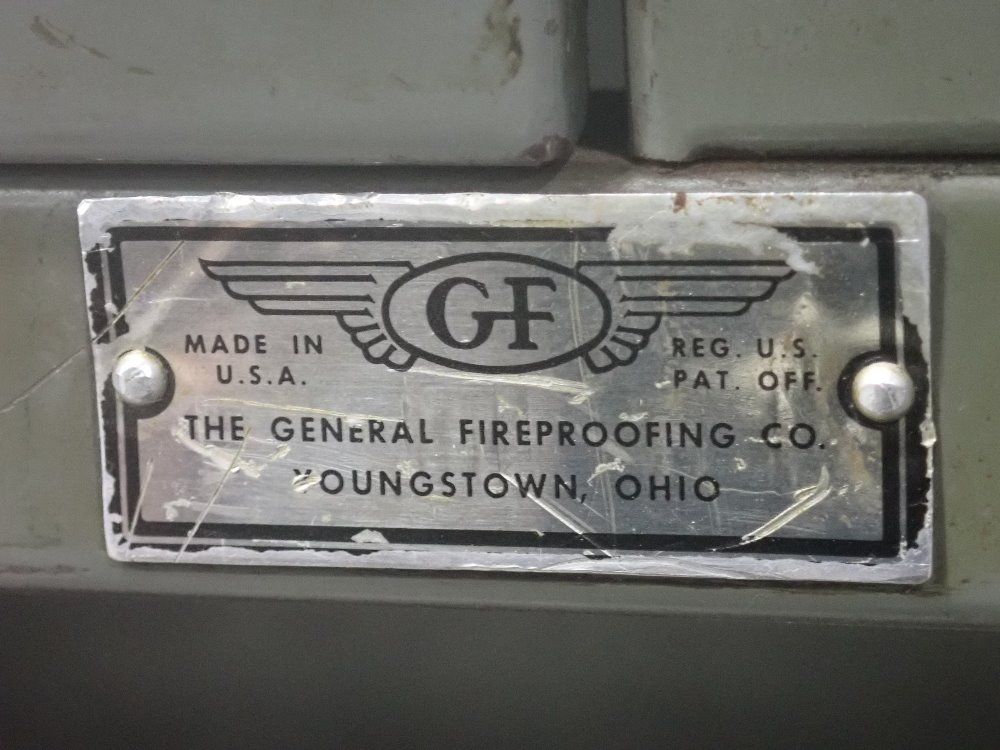 GF
MADE IN
U.S.A.
REG. U.S.
PAT. OFF.
THE GENERAL FIREPROOFING CO.
YOUNGSTOWN, OHIO